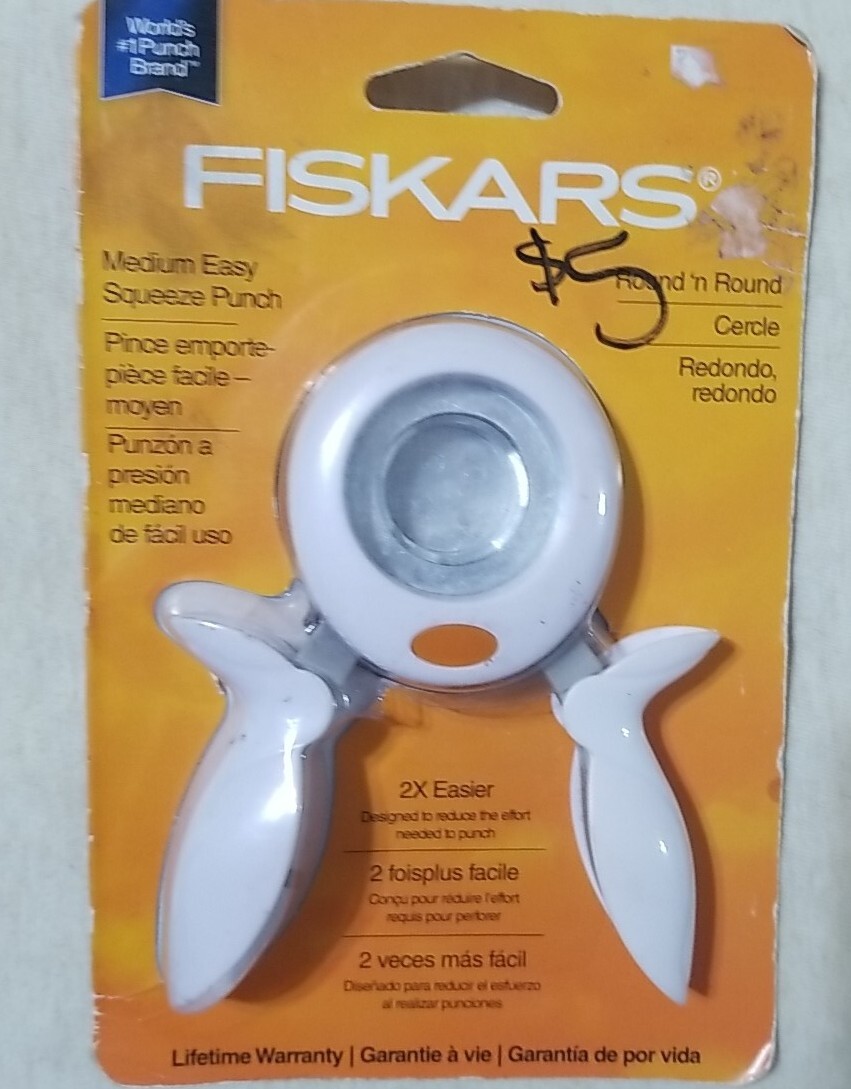 World's
#1 Punch
Brand™
FISKARS®
$5
Medium Easy
Squeeze Punch
Pince emporte-
pièce facile –
moyen
Punzón a
presión
mediano
de fácil uso
Round 'n Round
Cercle
Redondo,
redondo
2X Easier
Designed to reduce the effort
needed to punch
2 foisplus facile
Conçu pour réduire l'effort
requis pour perforer
2 veces más fácil
Diseñado para reducir el esfuerzo
al realizar punciones
Lifetime Warranty | Garantie à vie | Garantía de por vida